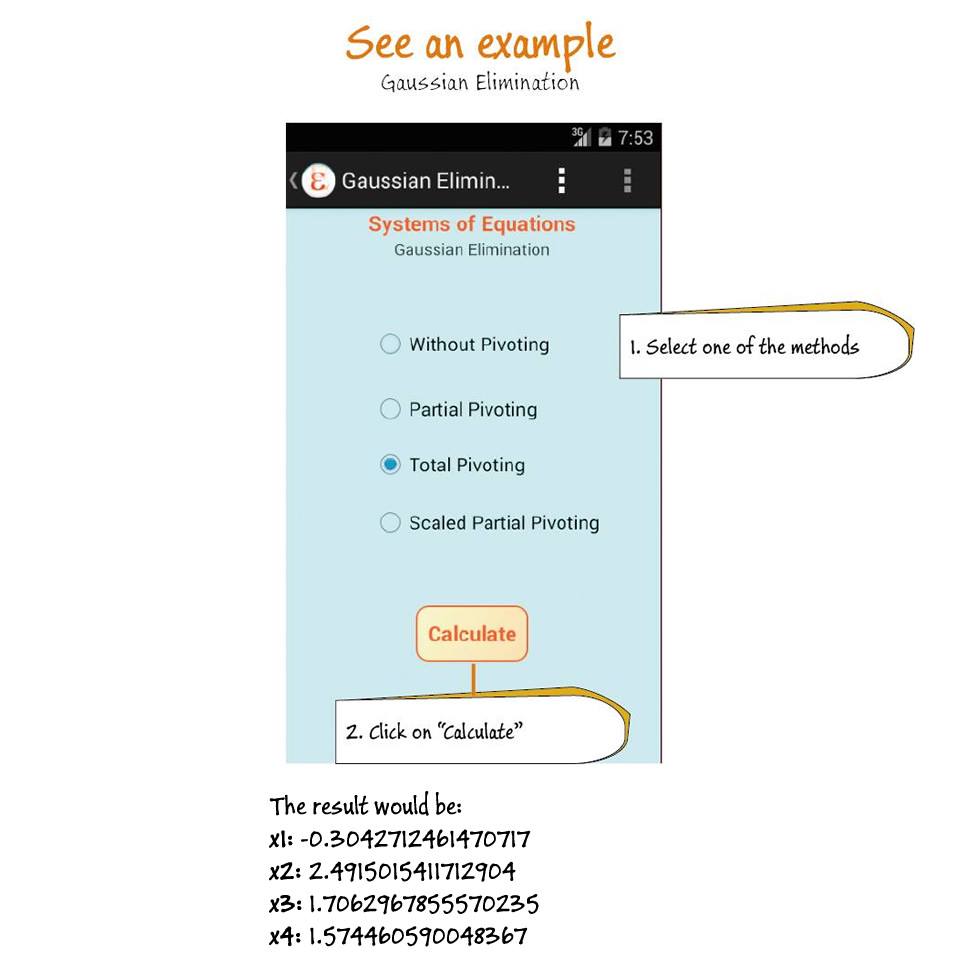 See an example
Gaussian Elimination
3G 7:53
ε Gaussian Elimin...
Systems of Equations
Gaussian Elimination
Without Pivoting
1. Select one of the methods
Partial Pivoting
Total Pivoting
Scaled Partial Pivoting
Calculate
2. Click on “Calculate”
The result would be:
x1: -0.3042712461470717
x2: 2.4915015411712904
x3: 1.7062967855570235
x4: 1.574460590048367